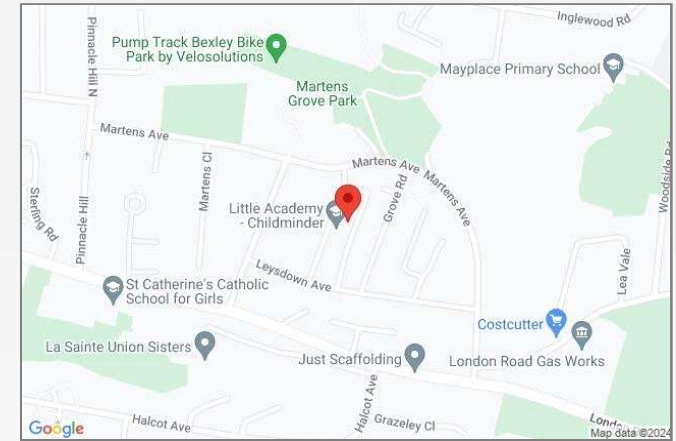 Inglewood Rd
Pinnacle Hill N
Pump Track Bexley Bike
Park by Velosolutions
Mayplace Primary School
Martens
Grove Park
Martens Ave
Martens Ave
Martens Ave
Woodside Rd
Martens Cl
Grove Rd
Sterling Rd
Pinnacle Hill
Little Academy
- Childminder
Leysdown Ave
Lea Vale
St Catherine's Catholic
School for Girls
Costcutter
La Sainte Union Sisters
Just Scaffolding
London Road Gas Works
Halcot Ave
Halcot Ave
Grazeley Cl
London
Google
Map data ©2024